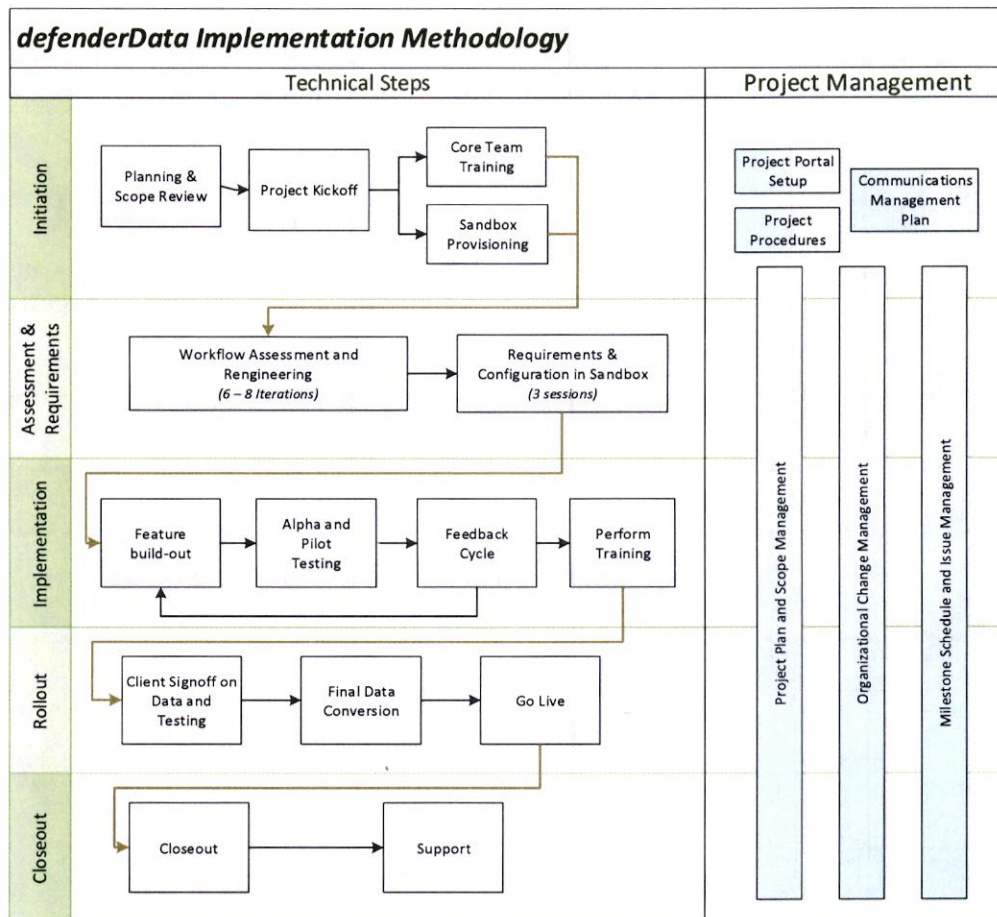 defenderData Implementation Methodology
Technical Steps
Project Management
Initiation
Planning &
Scope Review
Project Kickoff
Core Team
Training
Sandbox
Provisioning
Project Portal
Setup
Project
Procedures
Communications
Management
Plan
Assessment &
Requirements
Workflow Assessment and
Rengineering
(6 – 8 Iterations)
Requirements &
Configuration in Sandbox
(3 sessions)
Implementation
Feature
build-out
Alpha and
Pilot
Testing
Feedback
Cycle
Perform
Training
Rollout
Client Signoff on
Data and
Testing
Final Data
Conversion
Go Live
Closeout
Closeout
Support
Project Plan and Scope Management
Organizational Change Management
Milestone Schedule and Issue Management